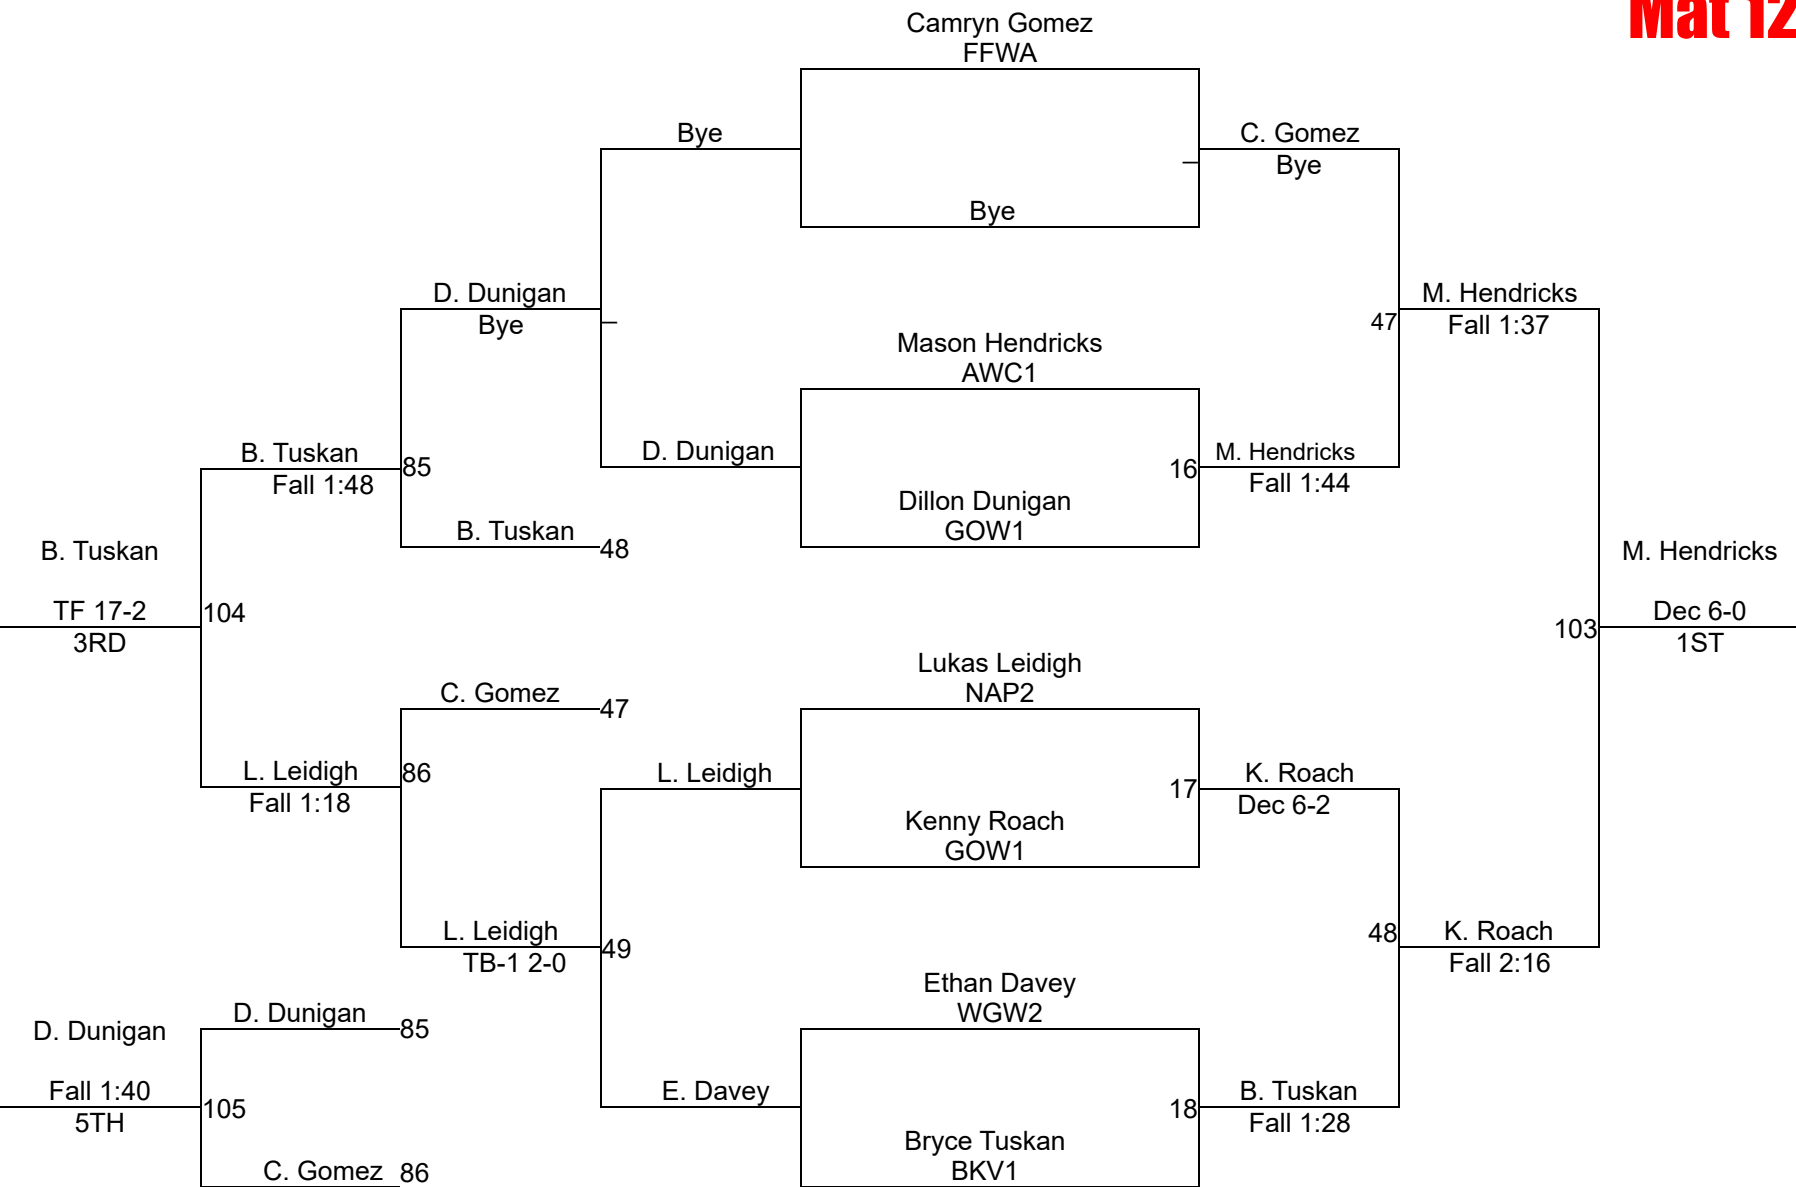 Mat 12
Camryn Gomez
FFWA
Bye
C. Gomez
Bye
Bye
D. Dunigan
Bye
M. Hendricks
47
Fall 1:37
Mason Hendricks
AWC1
B. Tuskan
85
Fall 1:48
D. Dunigan
16
M. Hendricks
Fall 1:44
Dillon Dunigan
GOW1
B. Tuskan
48
B. Tuskan
TF 17-2
104
3RD
M. Hendricks
Dec 6-0
103
1ST
Lukas Leidigh
NAP2
C. Gomez
47
L. Leidigh
86
Fall 1:18
L. Leidigh
17
K. Roach
Dec 6-2
Kenny Roach
GOW1
L. Leidigh
49
TB-1 2-0
48
K. Roach
Fall 2:16
Ethan Davey
WGW2
D. Dunigan
D. Dunigan
85
Fall 1:40
105
5TH
E. Davey
18
B. Tuskan
Fall 1:28
Bryce Tuskan
BKV1
C. Gomez
86